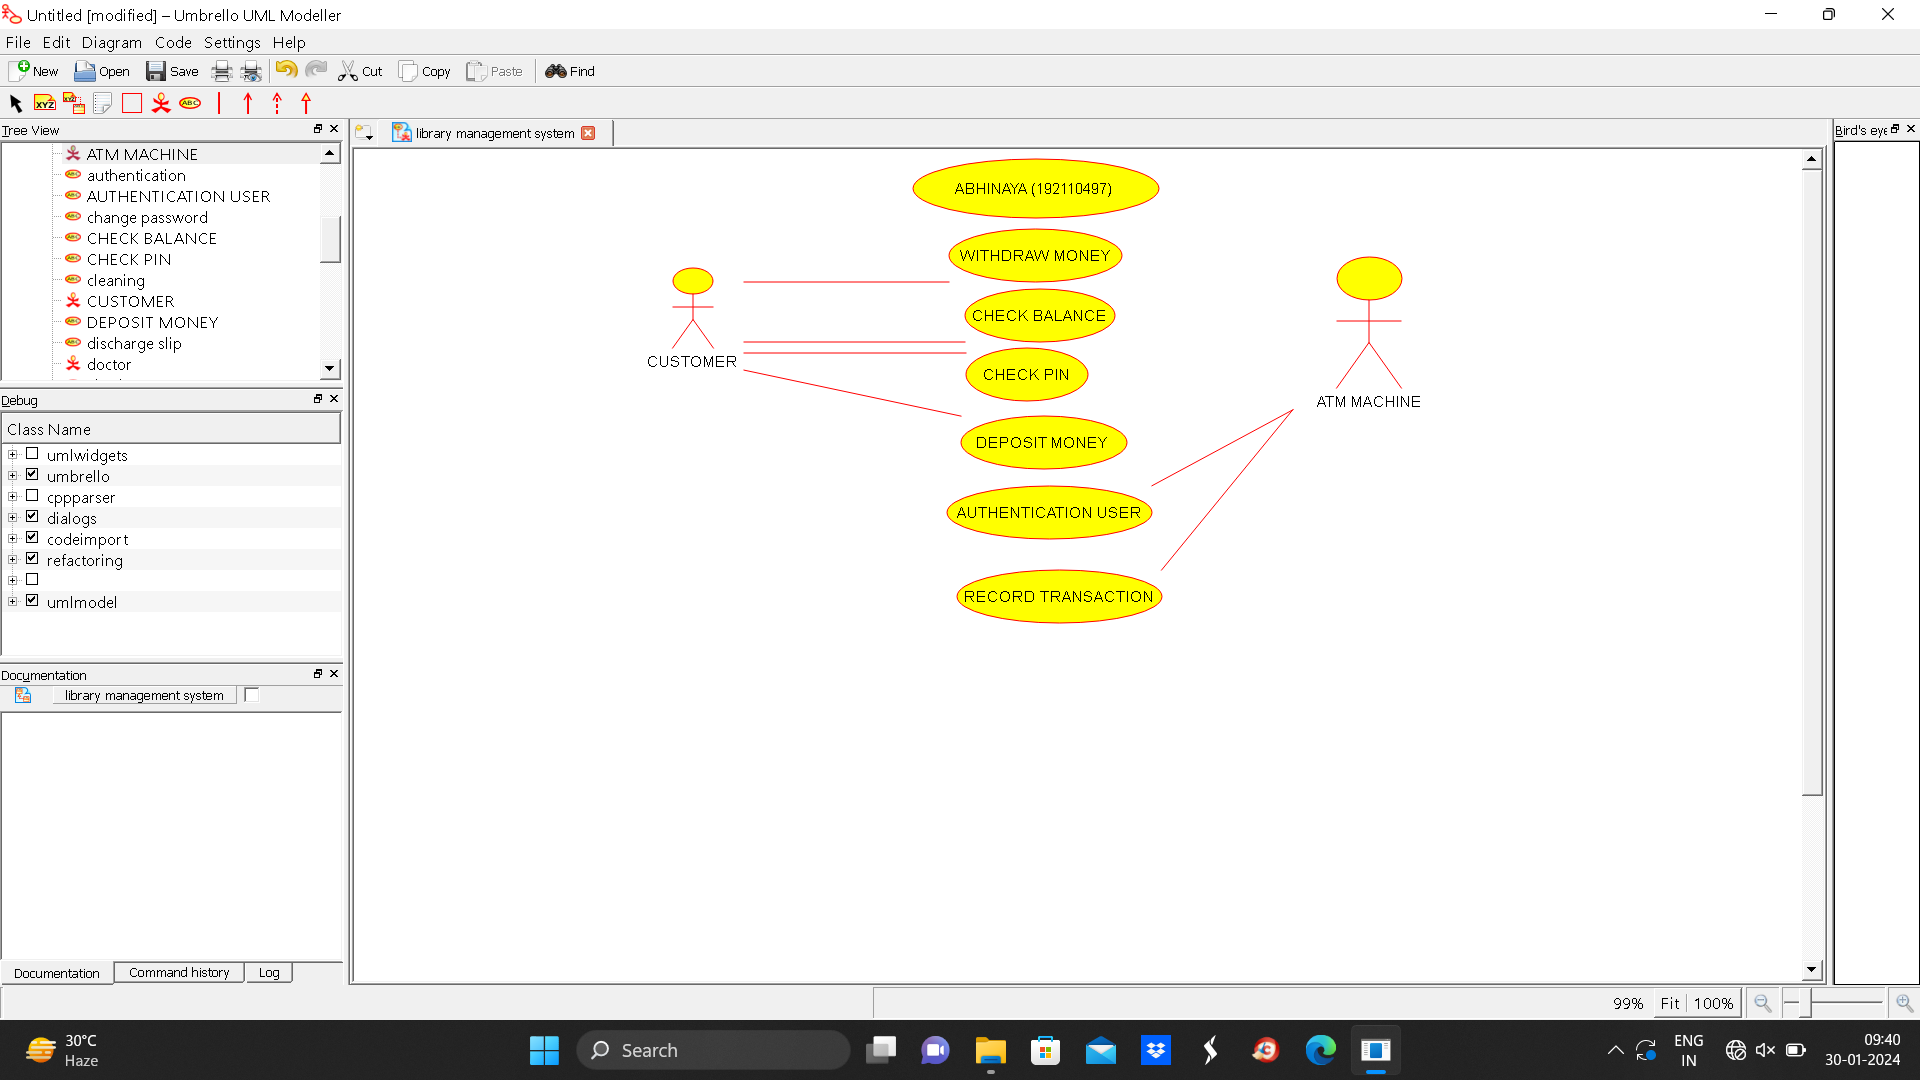 Untitled [modified] – Umbrello UML Modeller
File Edit Diagram Code Settings Help
New Open Save Cut Copy Paste Find
XYZ XYZ ABC
Tree View
ATM MACHINE
authentication
AUTHENTICATION USER
change password
CHECK BALANCE
CHECK PIN
cleaning
CUSTOMER
DEPOSIT MONEY
discharge slip
doctor
Debug
Class Name
umlwidgets
umbrello
cppparser
dialogs
codeimport
refactoring
umlmodel
Documentation
library management system
Documentation Command history Log
library management system
ABHINAYA (192110497)
WITHDRAW MONEY
CHECK BALANCE
CUSTOMER
CHECK PIN
ATM MACHINE
DEPOSIT MONEY
AUTHENTICATION USER
RECORD TRANSACTION
Bird's eye
99% Fit 100%
30°C
Haze
Search
ENG
IN
09:40
30-01-2024